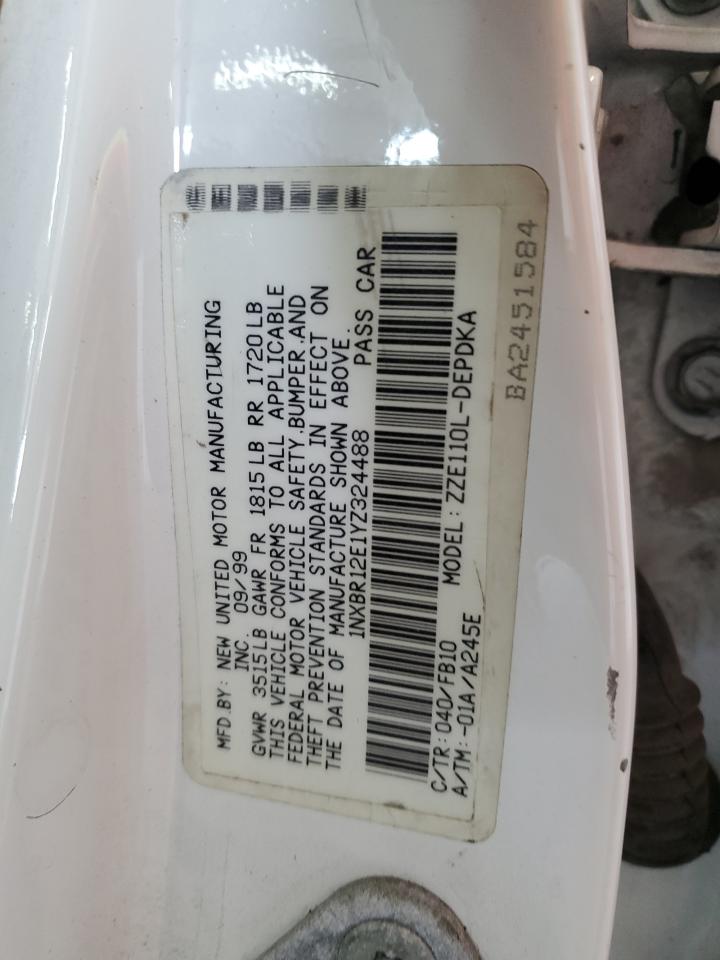 MFD.BY: NEW UNITED MOTOR MANUFACTURING
INC. 09/99
GVWR 3515LB GAWR FR 1815LB RR 1720LB
THIS VEHICLE CONFORMS TO ALL APPLICABLE
FEDERAL MOTOR VEHICLE SAFETY,BUMPER,AND
THEFT PREVENTION STANDARDS IN EFFECT ON
THE DATE OF MANUFACTURE SHOWN ABOVE.
1NXBR12E1YZ324488 PASS CAR
C/TR:040/FB10 MODEL:ZZE110L-DEPDKA
A/TM:-01A/A245E
BA2451584